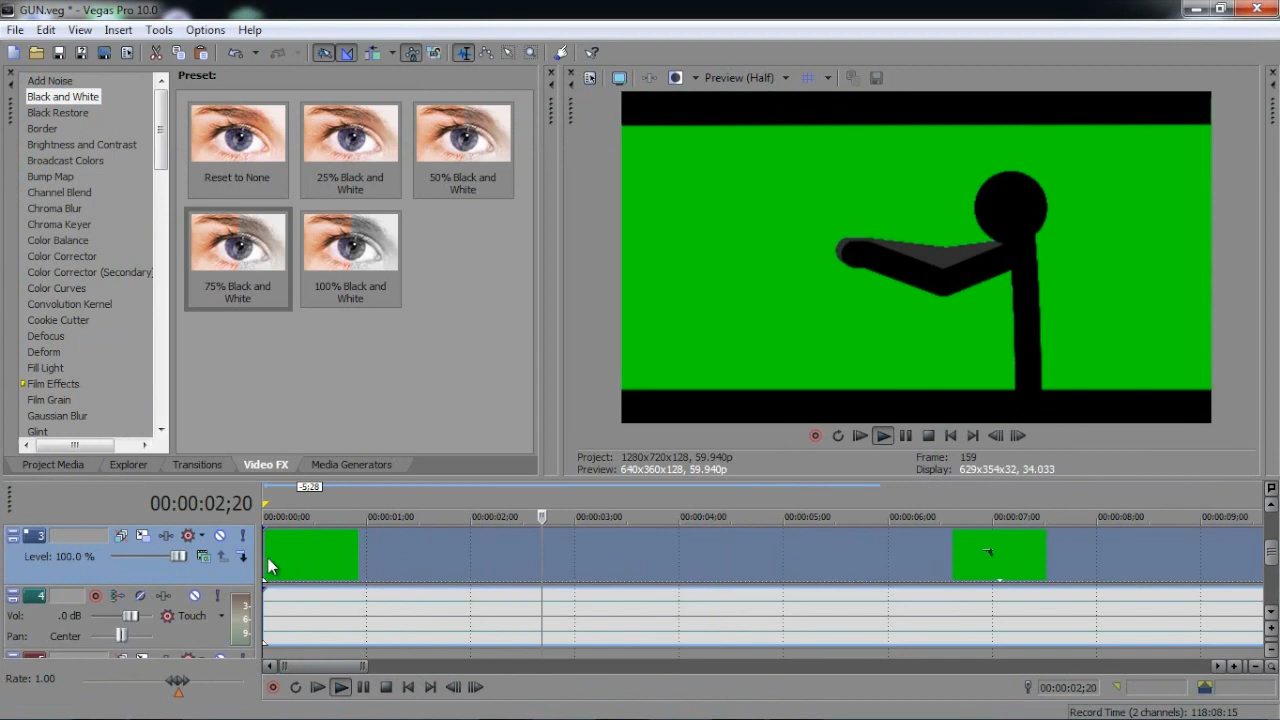 GUN.veg * - Vegas Pro 10.0
File Edit View Insert Tools Options Help
Add Noise
Black and White
Black Restore
Border
Brightness and Contrast
Broadcast Colors
Bump Map
Channel Blend
Chroma Blur
Chroma Keyer
Color Balance
Color Corrector
Color Corrector (Secondary)
Color Curves
Convolution Kernel
Cookie Cutter
Defocus
Deform
Fill Light
Film Effects
Film Grain
Gaussian Blur
Glint
Preset:
Reset to None
25% Black and
White
50% Black and
White
75% Black and
White
100% Black and
White
Project Media Explorer Transitions Video FX Media Generators
Preview (Half)
Project: 1280x720x128, 59.940p
Preview: 640x360x128, 59.940p
Frame: 159
Display: 629x354x32, 34.033
-5;28
00:00:02;20
00:00:00;00 00:00:01;00 00:00:02;00 00:00:03;00 00:00:05;00 00:00:06;00 00:00:07;00 00:00:08;00 00:00:09;00
3
Level: 100.0 %
4
Vol: .0 dB Touch
Pan: Center
3-
6-
9-
Rate: 1.00
00:00:02;20
Record Time (2 channels): 118:08:15